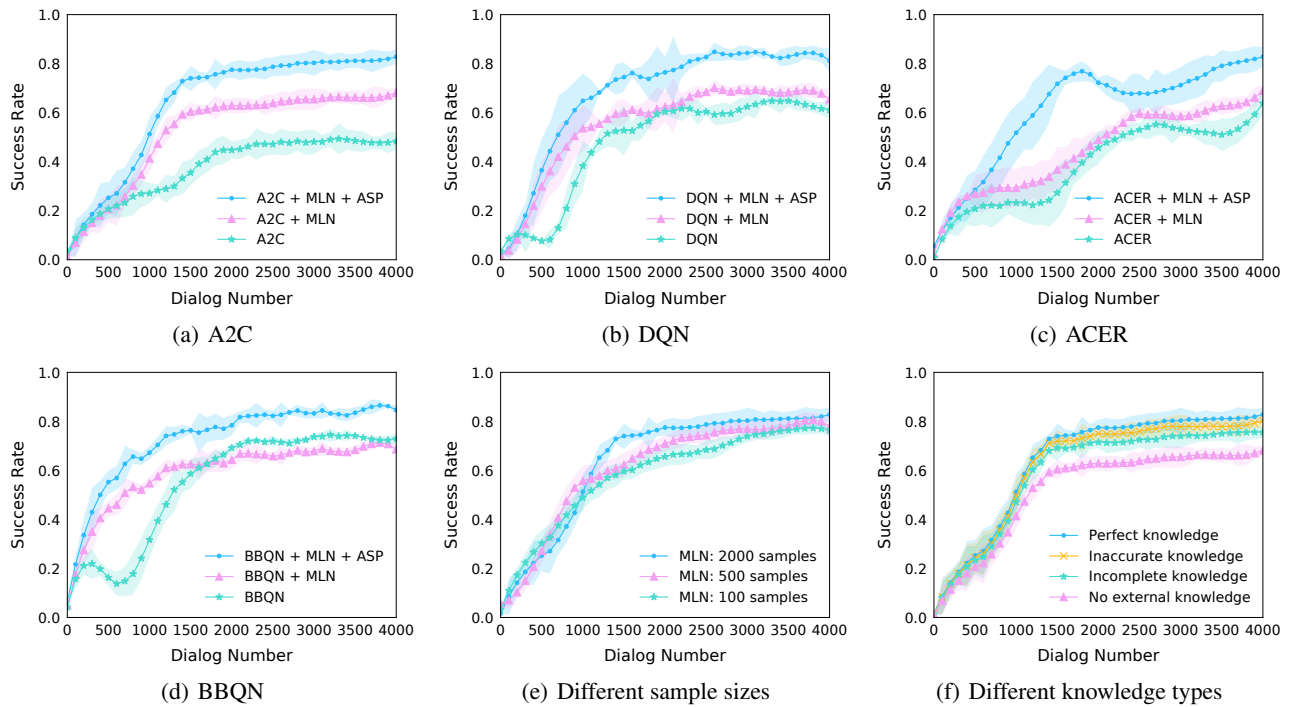 1.0
0.8
0.6
0.4
0.2
0.0
Success Rate
A2C + MLN + ASP
A2C + MLN
A2C
0 500 1000 1500 2000 2500 3000 3500 4000
Dialog Number
(a) A2C
1.0
0.8
0.6
0.4
0.2
0.0
Success Rate
DQN + MLN + ASP
DQN + MLN
DQN
0 500 1000 1500 2000 2500 3000 3500 4000
Dialog Number
(b) DQN
1.0
0.8
0.6
0.4
0.2
0.0
Success Rate
ACER + MLN + ASP
ACER + MLN
ACER
0 500 1000 1500 2000 2500 3000 3500 4000
Dialog Number
(c) ACER
1.0
0.8
0.6
0.4
0.2
0.0
Success Rate
BBQN + MLN + ASP
BBQN + MLN
BBQN
0 500 1000 1500 2000 2500 3000 3500 4000
Dialog Number
(d) BBQN
1.0
0.8
0.6
0.4
0.2
0.0
Success Rate
MLN: 2000 samples
MLN: 500 samples
MLN: 100 samples
0 500 1000 1500 2000 2500 3000 3500 4000
Dialog Number
(e) Different sample sizes
1.0
0.8
0.6
0.4
0.2
0.0
Success Rate
Perfect knowledge
Inaccurate knowledge
Incomplete knowledge
No external knowledge
0 500 1000 1500 2000 2500 3000 3500 4000
Dialog Number
(f) Different knowledge types